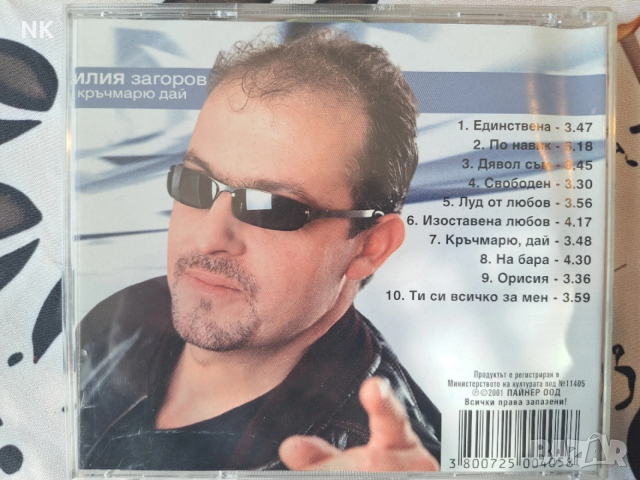 NK
ИЛИЯ загоров
кръчмарю дай
1. Единствена - 3.47
2. По навик - 5.18
3. Дявол съм - 3.45
4. Свободен - 3.30
5. Луд от любов - 3.56
6. Изоставена любов - 4.17
7. Кръчмарю, дай - 3.48
8. На бара - 4.30
9. Орисия - 3.36
10. Ти си всичко за мен - 3.59
Продуктът е регистриран в
Министерството на културата под №11405
Ⓟ©2001 ПАЙНЕР ООД
Всички права запазени!
3 800725 004058
BAZAR